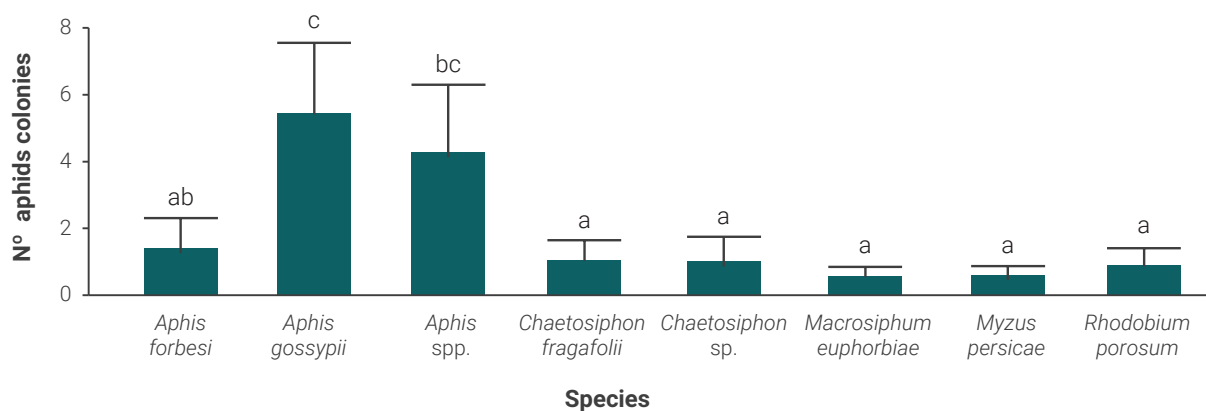 Nº aphids colonies
8
6
4
2
0
ab
c
bc
a
a
a
a
a
Aphis
forbesi
Aphis
gossypii
Aphis
spp.
Chaetosiphon
fragafolii
Chaetosiphon
sp.
Macrosiphum
euphorbiae
Myzus
persicae
Rhodobium
porosum
Species